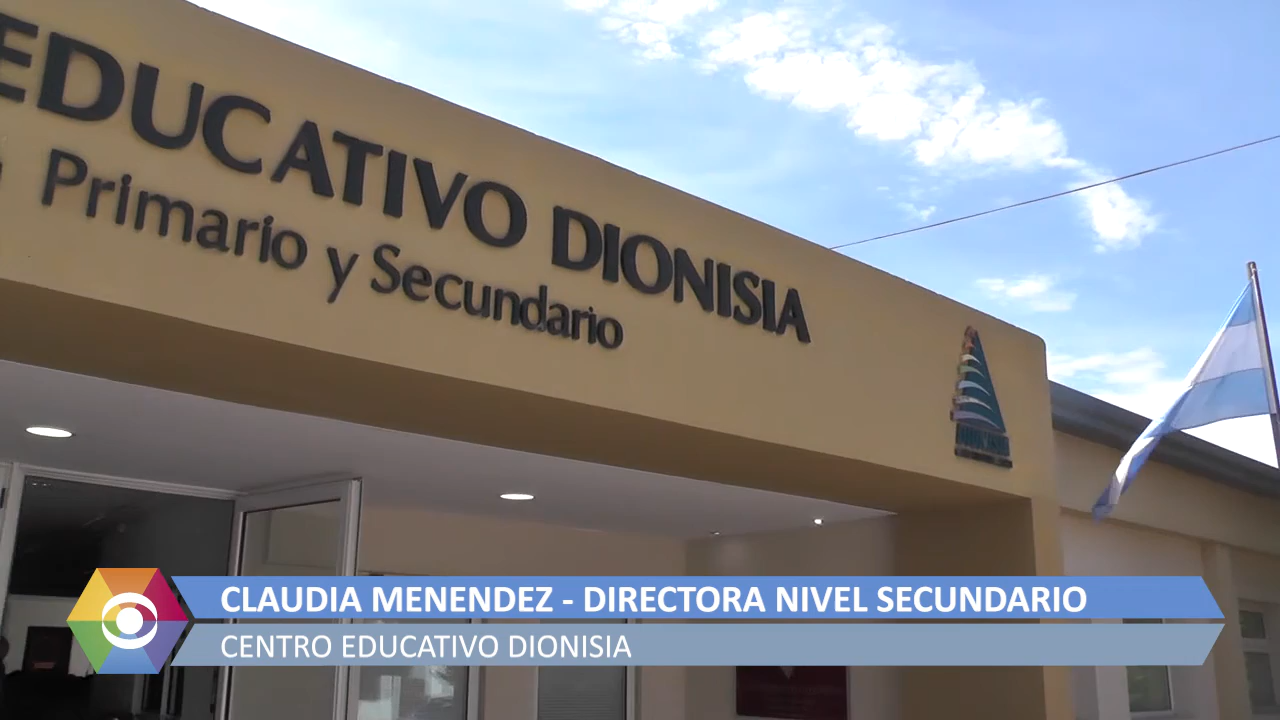 EDUCATIVO DIONISIA
Primario y Secundario
CLAUDIA MENENDEZ - DIRECTORA NIVEL SECUNDARIO
CENTRO EDUCATIVO DIONISIA